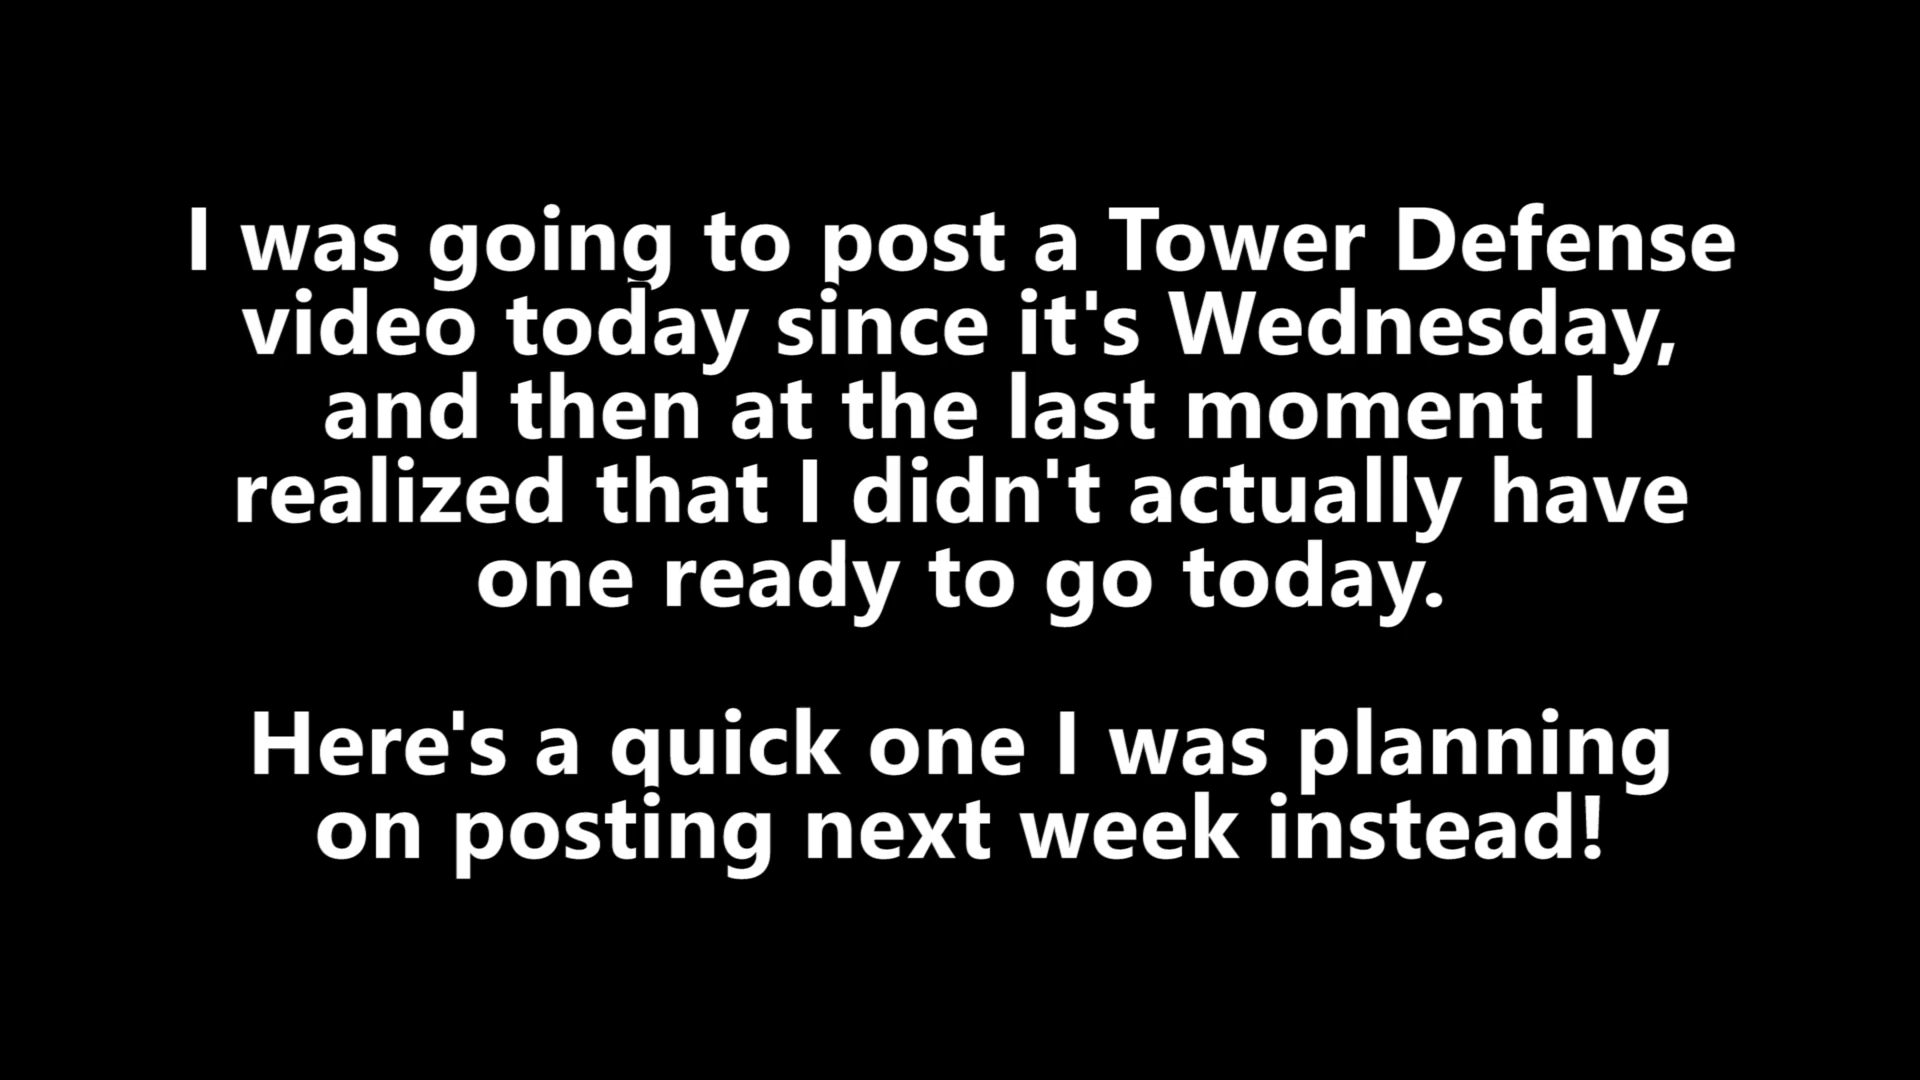 I was going to post a Tower Defense
video today since it's Wednesday,
and then at the last moment I
realized that I didn't actually have
one ready to go today.
Here's a quick one I was planning
on posting next week instead!